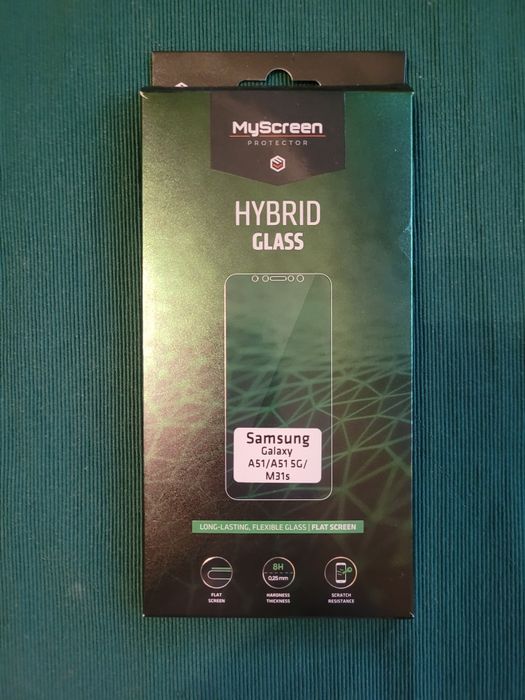 MyScreen
PROTECTOR
HYBRID
GLASS
Samsung
Galaxy
A51/A51 5G/
M31s
LONG-LASTING, FLEXIBLE GLASS | FLAT SCREEN
8H
0,25 mm
FLAT
SCREEN
HARDNESS
THICKNESS
SCRATCH
RESISTANCE